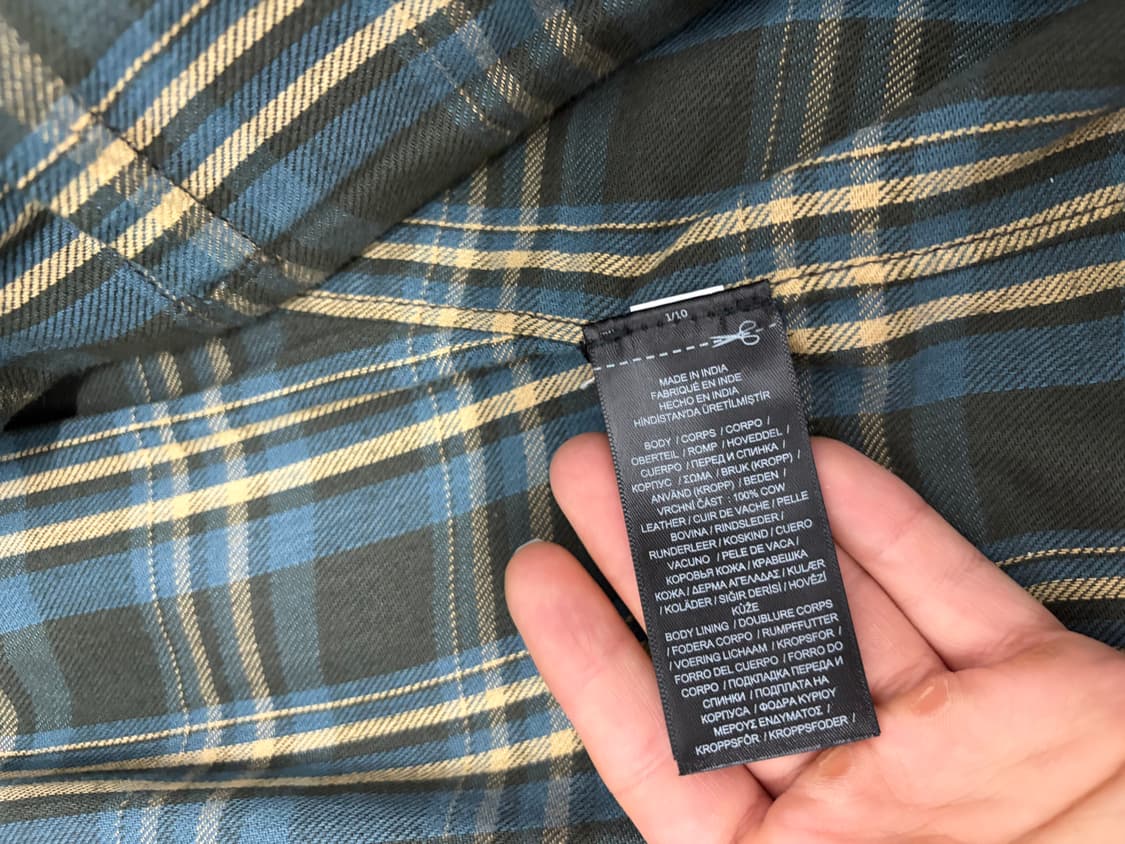 1/10
MADE IN INDIA
FABRIQUÉ EN INDE
HECHO EN INDIA
HİNDİSTAN'DA ÜRETİLMİŞTİR
BODY / CORPS / CORPO /
OBERTEIL / ROMP / HOVEDDEL /
CUERPO / ПЕРЕД И СПИНКА /
КОРПУС / ΣΩΜΑ / BRUK (KROPP) /
ANVÄND (KROPP) / BEDEN /
VRCHNÍ ČÁST : 100% COW
LEATHER / CUIR DE VACHE / PELLE
BOVINA / RINDSLEDER /
RUNDERLEER / KOSKIND / CUERO
VACUNO / PELE DE VACA /
КОРОВЬЯ КОЖА / КРАВЕШКА
КОЖА / ΔΕΡΜΑ ΑΓΕΛΑΔΑΣ / KULÆR
/ KOLÄDER / SIĞIR DERİSİ / HOVĚZÍ
KŮŽE
BODY LINING / DOUBLURE CORPS
/ FODERA CORPO / RUMPFFUTTER
/ VOERING LICHAAM / KROPSFOR /
FORRO DEL CUERPO / FORRO DO
CORPO / ПОДКЛАДКА ПЕРЕДА И
СПИНКИ / ПОДПЛАТА НА
КОРПУСА / ΦΟΔΡΑ ΚΥΡΙΟΥ
ΜΕΡΟΥΣ ΕΝΔΥΜΑΤΟΣ /
KROPPSFÔR / KROPPSFODER /